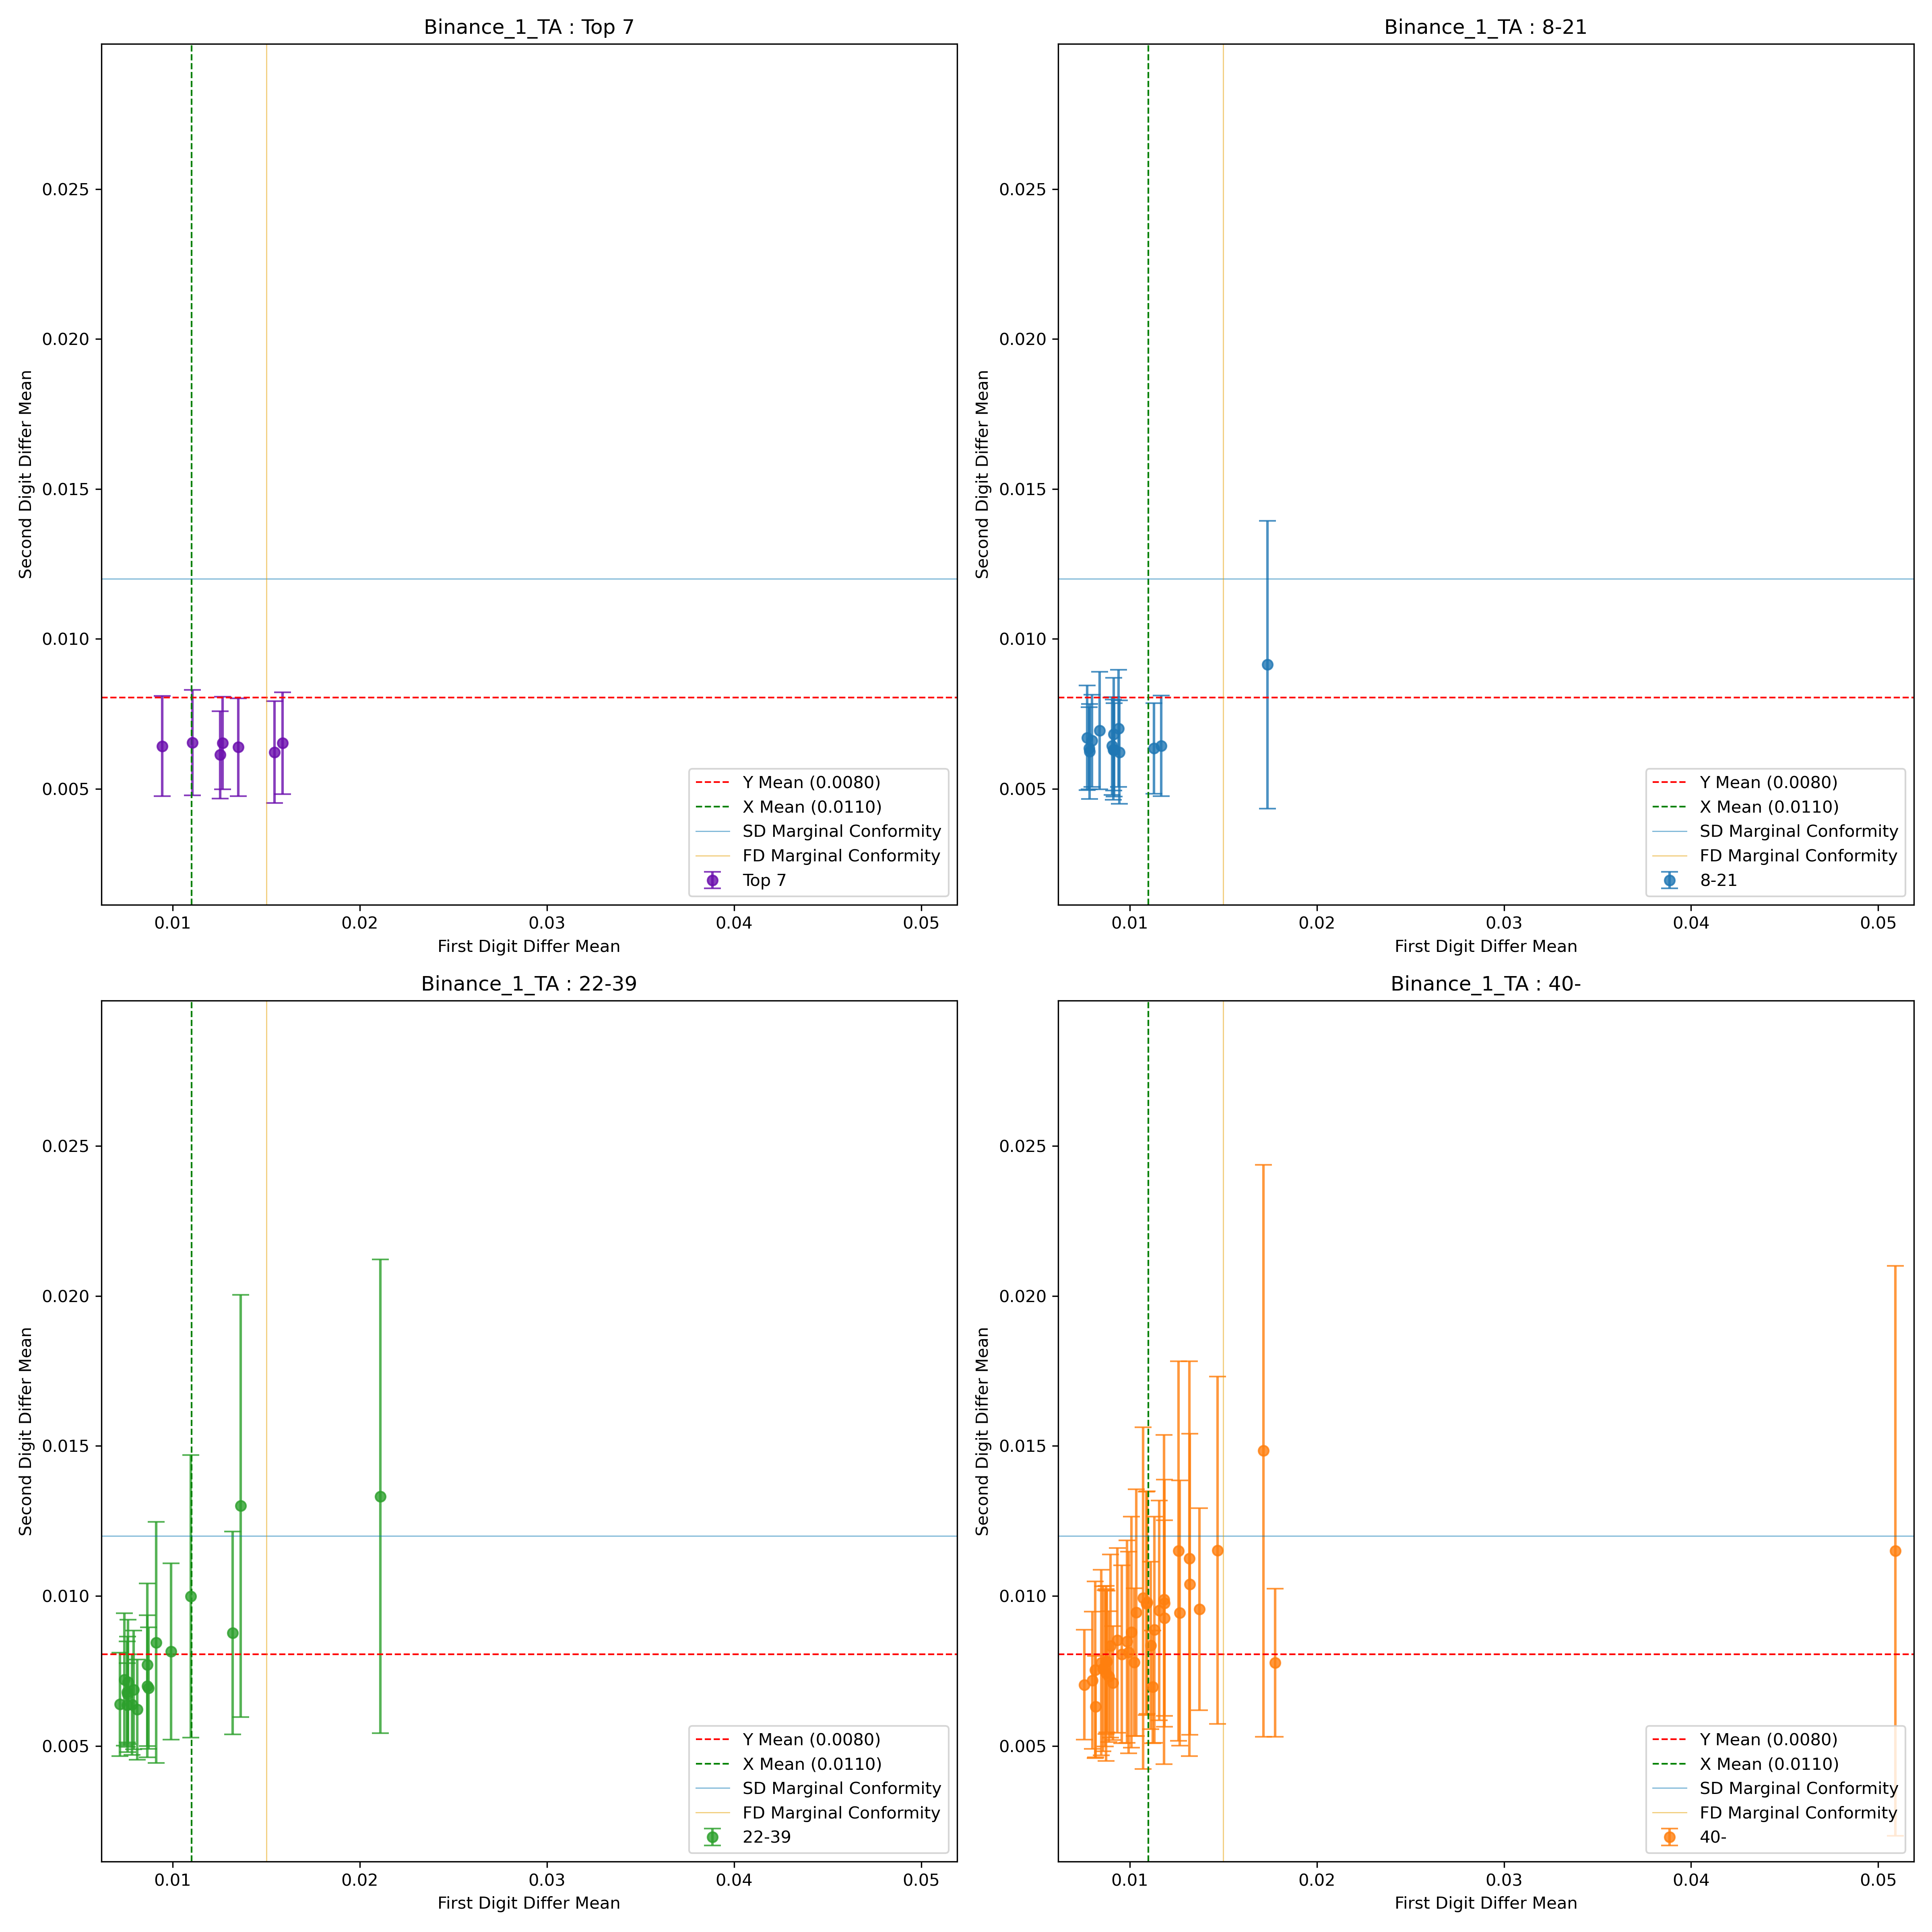 Binance_1_TA : Top 7
Second Digit Differ Mean
0.025
0.020
0.015
0.010
0.005
0.01
0.02
0.03
0.04
0.05
First Digit Differ Mean
Y Mean (0.0080)
X Mean (0.0110)
SD Marginal Conformity
FD Marginal Conformity
Top 7
Binance_1_TA : 8-21
Second Digit Differ Mean
0.025
0.020
0.015
0.010
0.005
0.01
0.02
0.03
0.04
0.05
First Digit Differ Mean
Y Mean (0.0080)
X Mean (0.0110)
SD Marginal Conformity
FD Marginal Conformity
8-21
Binance_1_TA : 22-39
Second Digit Differ Mean
0.025
0.020
0.015
0.010
0.005
0.01
0.02
0.03
0.04
0.05
First Digit Differ Mean
Y Mean (0.0080)
X Mean (0.0110)
SD Marginal Conformity
FD Marginal Conformity
22-39
Binance_1_TA : 40-
Second Digit Differ Mean
0.025
0.020
0.015
0.010
0.005
0.01
0.02
0.03
0.04
0.05
First Digit Differ Mean
Y Mean (0.0080)
X Mean (0.0110)
SD Marginal Conformity
FD Marginal Conformity
40-